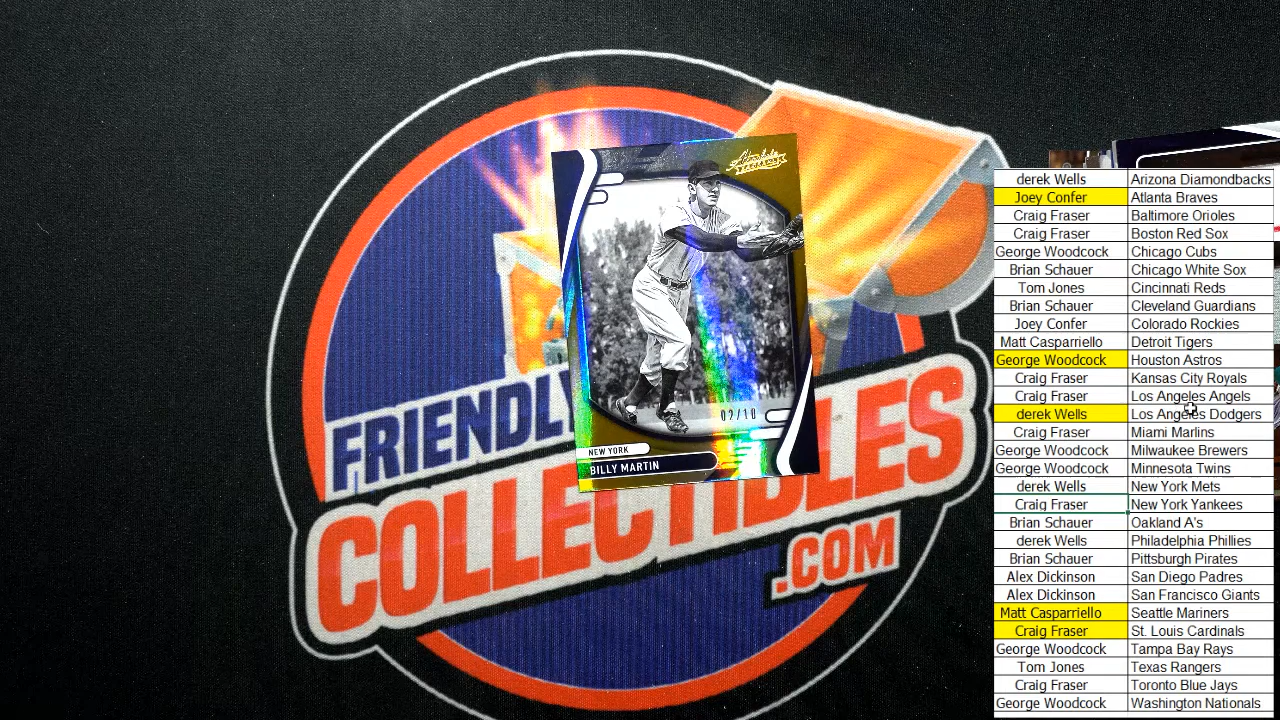 Absolute
02/10
NEW YORK
BILLY MARTIN
FRIENDLY
COLLECTIBLES
.COM
derek Wells Arizona Diamondbacks
Joey Confer Atlanta Braves
Craig Fraser Baltimore Orioles
Craig Fraser Boston Red Sox
George Woodcock Chicago Cubs
Brian Schauer Chicago White Sox
Tom Jones Cincinnati Reds
Brian Schauer Cleveland Guardians
Joey Confer Colorado Rockies
Matt Casparriello Detroit Tigers
George Woodcock Houston Astros
Craig Fraser Kansas City Royals
Craig Fraser Los Angeles Angels
derek Wells Los Angeles Dodgers
Craig Fraser Miami Marlins
George Woodcock Milwaukee Brewers
George Woodcock Minnesota Twins
derek Wells New York Mets
Craig Fraser New York Yankees
Brian Schauer Oakland A's
derek Wells Philadelphia Phillies
Brian Schauer Pittsburgh Pirates
Alex Dickinson San Diego Padres
Alex Dickinson San Francisco Giants
Matt Casparriello Seattle Mariners
Craig Fraser St. Louis Cardinals
George Woodcock Tampa Bay Rays
Tom Jones Texas Rangers
Craig Fraser Toronto Blue Jays
George Woodcock Washington Nationals